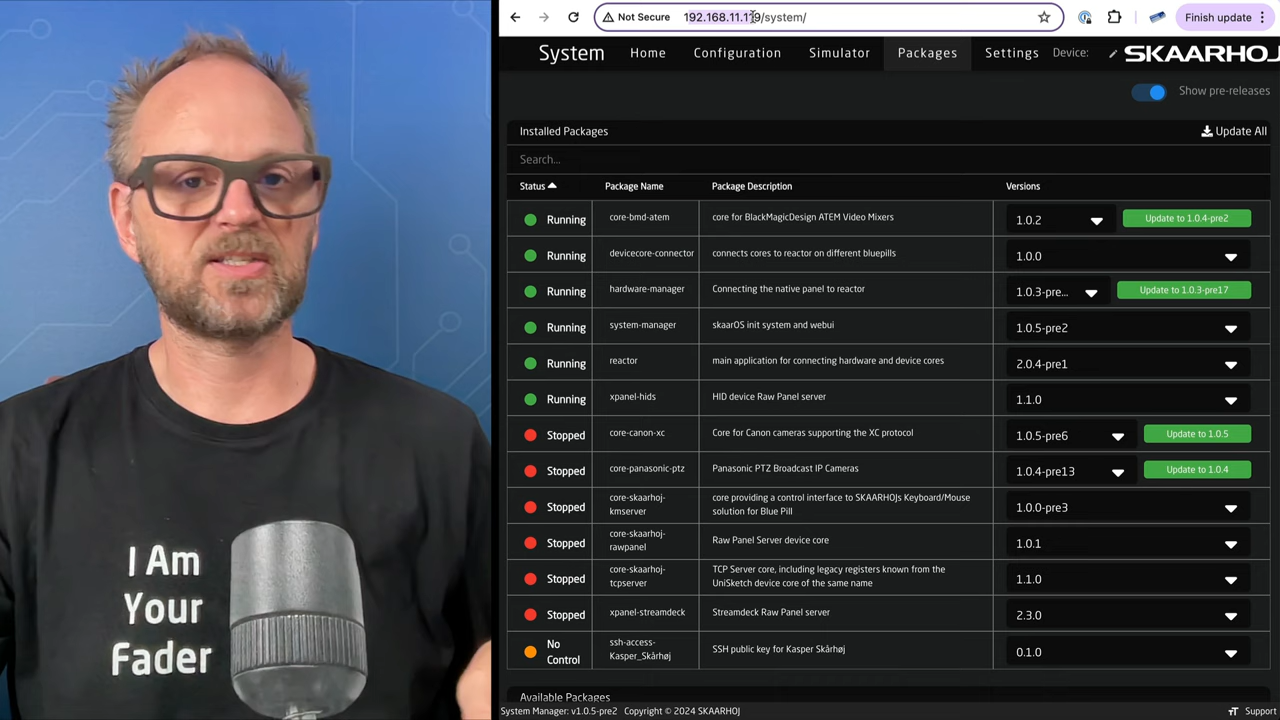 Not Secure 192.168.11.119/system/
Finish update
System Home Configuration Simulator Packages Settings Device: SKAARHOJ
Show pre-releases
Installed Packages
Update All
Search...
Status Package Name Package Description Versions
Running core-bmd-atem core for BlackMagicDesign ATEM Video Mixers 1.0.2 Update to 1.0.4-pre2
Running devicecore-connector connects cores to reactor on different bluepills 1.0.0
Running hardware-manager Connecting the native panel to reactor 1.0.3-pre... Update to 1.0.3-pre17
Running system-manager skaarOS init system and webui 1.0.5-pre2
Running reactor main application for connecting hardware and device cores 2.0.4-pre1
Running xpanel-hids HID device Raw Panel server 1.1.0
Stopped core-canon-xc Core for Canon cameras supporting the XC protocol 1.0.5-pre6 Update to 1.0.5
Stopped core-panasonic-ptz Panasonic PTZ Broadcast IP Cameras 1.0.4-pre13 Update to 1.0.4
Stopped core-skaarhoj-
kmserver
core providing a control interface to SKAARHOJs Keyboard/Mouse
solution for Blue Pill
1.0.0-pre3
Stopped core-skaarhoj-
rawpanel
Raw Panel Server device core
1.0.1
Stopped core-skaarhoj-
tcpserver
TCP Server core, including legacy registers known from the
UniSketch device core of the same name
1.1.0
Stopped xpanel-streamdeck Streamdeck Raw Panel server 2.3.0
No
Control
ssh-access-
Kasper_Skårhøj
SSH public key for Kasper Skårhøj
0.1.0
Available Packages
System Manager: v1.0.5-pre2 Copyright © 2024 SKAARHOJ
Support
I Am
Your
Fader